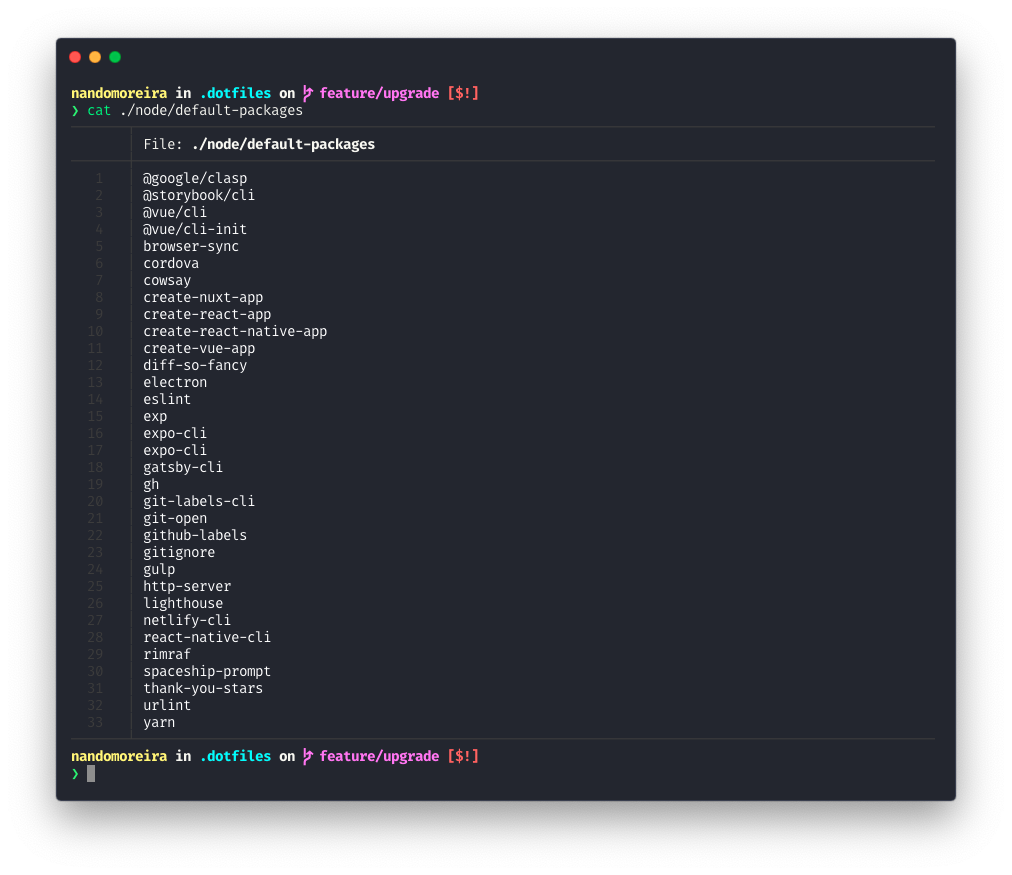 nandomoreira in .dotfiles on feature/upgrade [$!]
❯ cat ./node/default-packages
File: ./node/default-packages
1 @google/clasp
2 @storybook/cli
3 @vue/cli
4 @vue/cli-init
5 browser-sync
6 cordova
7 cowsay
8 create-nuxt-app
9 create-react-app
10 create-react-native-app
11 create-vue-app
12 diff-so-fancy
13 electron
14 eslint
15 exp
16 expo-cli
17 expo-cli
18 gatsby-cli
19 gh
20 git-labels-cli
21 git-open
22 github-labels
23 gitignore
24 gulp
25 http-server
26 lighthouse
27 netlify-cli
28 react-native-cli
29 rimraf
30 spaceship-prompt
31 thank-you-stars
32 urlint
33 yarn
nandomoreira in .dotfiles on feature/upgrade [$!]
❯